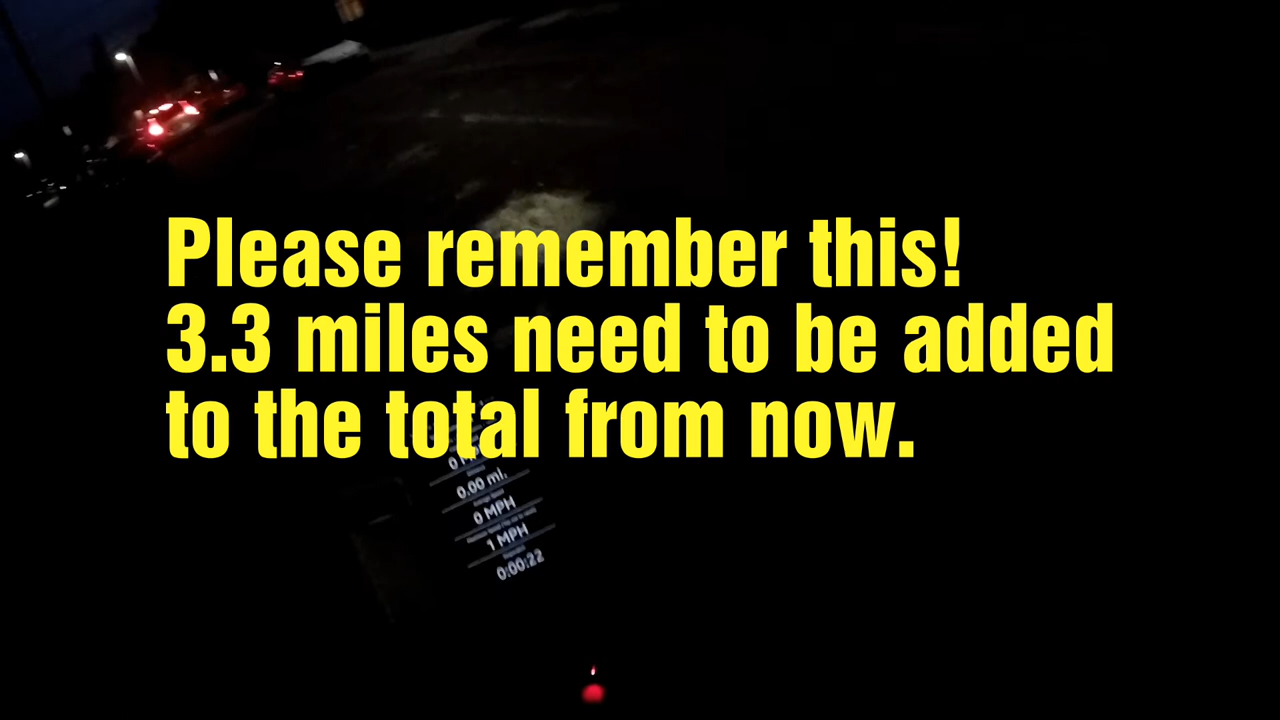 Please remember this!
3.3 miles need to be added
to the total from now.
0.00 mi.
0 MPH
1 MPH
0:00:22